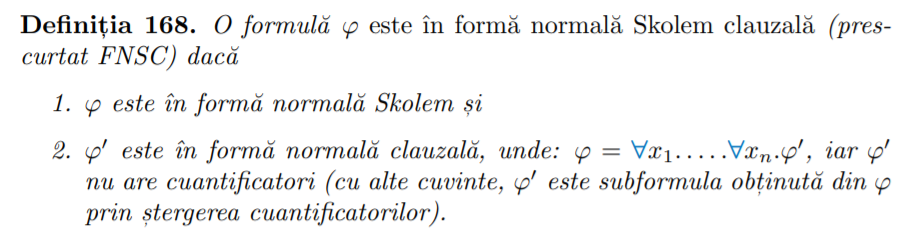 Definiția 168. O formulă φ este în formă normală Skolem clauzală (pres-
curtat FNSC) dacă
1. φ este în formă normală Skolem și
2. φ′ este în formă normală clauzală, unde: φ = ∀x₁.....∀xₙ.φ′, iar φ′
nu are cuantificatori (cu alte cuvinte, φ′ este subformula obținută din φ
prin ștergerea cuantificatorilor).